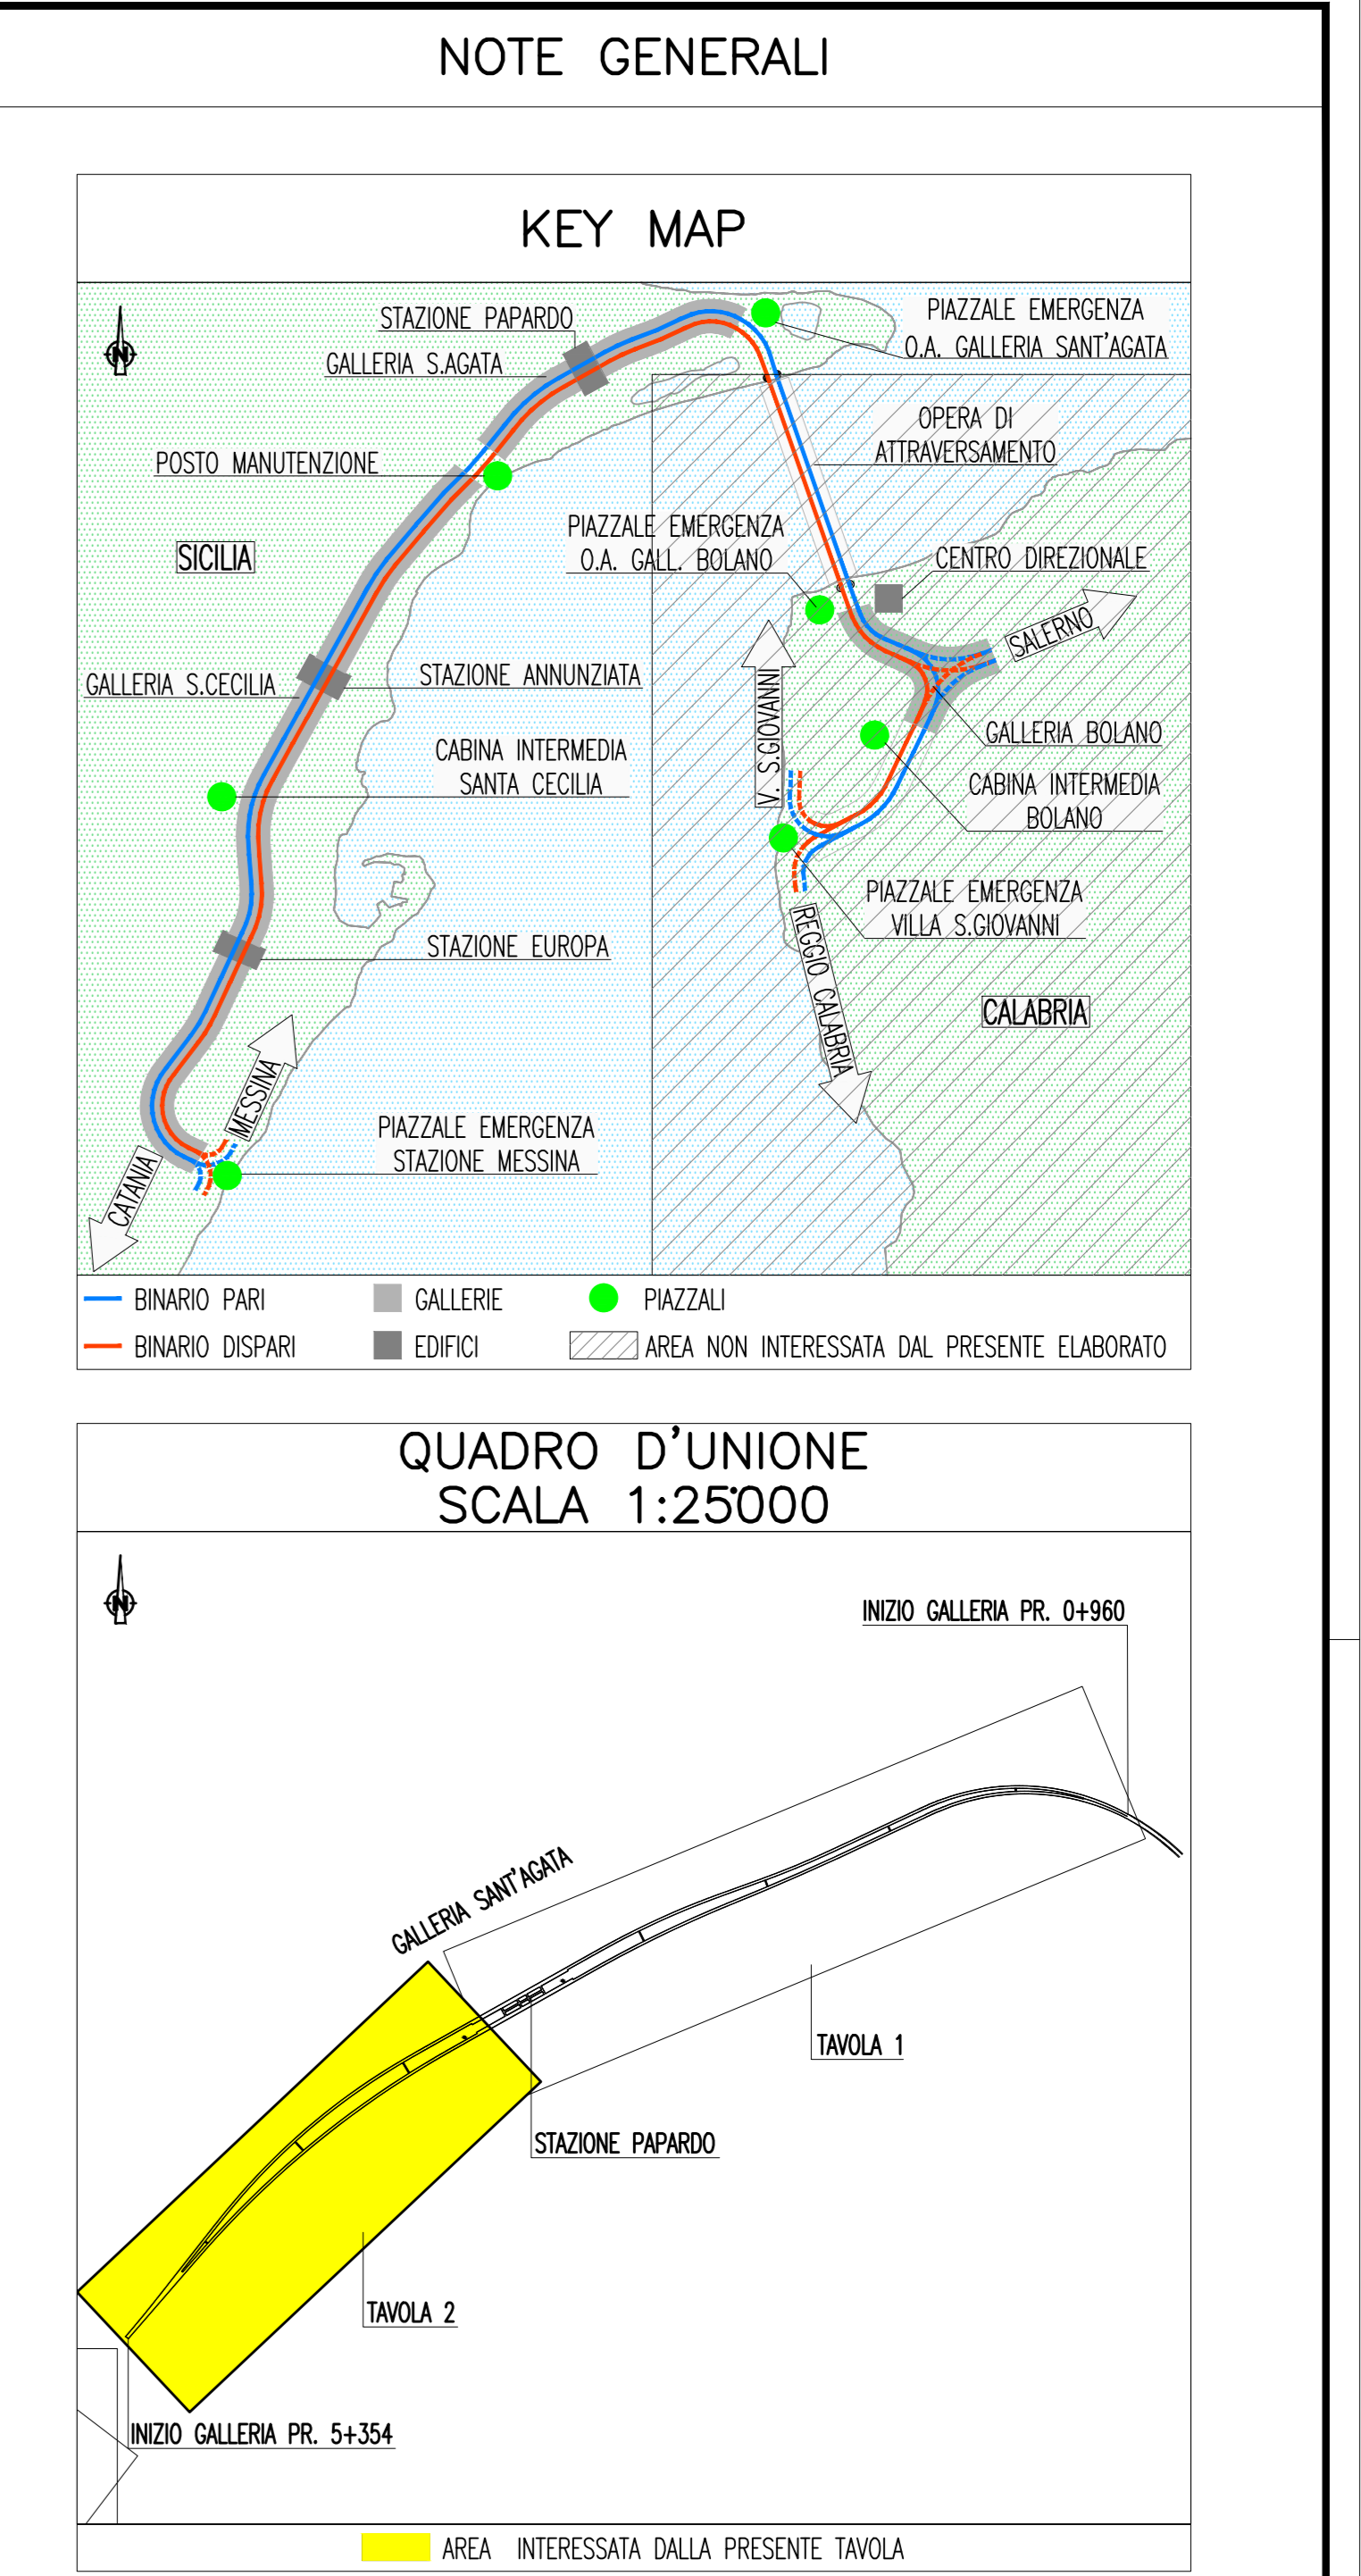 NOTE GENERALI
KEY MAP
N
STAZIONE PAPARDO
GALLERIA S.AGATA
PIAZZALE EMERGENZA
O.A. GALLERIA SANT'AGATA
OPERA DI
ATTRAVERSAMENTO
POSTO MANUTENZIONE
PIAZZALE EMERGENZA
O.A. GALL. BOLANO
SICILIA
CENTRO DIREZIONALE
SALERNO
STAZIONE ANNUNZIATA
GALLERIA S.CECILIA
V. S.GIOVANNI
GALLERIA BOLANO
CABINA INTERMEDIA
SANTA CECILIA
CABINA INTERMEDIA
BOLANO
PIAZZALE EMERGENZA
VILLA S.GIOVANNI
STAZIONE EUROPA
REGGIO CALABRIA
CALABRIA
MESSINA
PIAZZALE EMERGENZA
STAZIONE MESSINA
CATANIA
BINARIO PARI
GALLERIE
PIAZZALI
BINARIO DISPARI
EDIFICI
AREA NON INTERESSATA DAL PRESENTE ELABORATO
QUADRO D'UNIONE
SCALA 1:25'000
N
INIZIO GALLERIA PR. 0+960
GALLERIA SANT'AGATA
TAVOLA 1
STAZIONE PAPARDO
TAVOLA 2
INIZIO GALLERIA PR. 5+354
AREA INTERESSATA DALLA PRESENTE TAVOLA